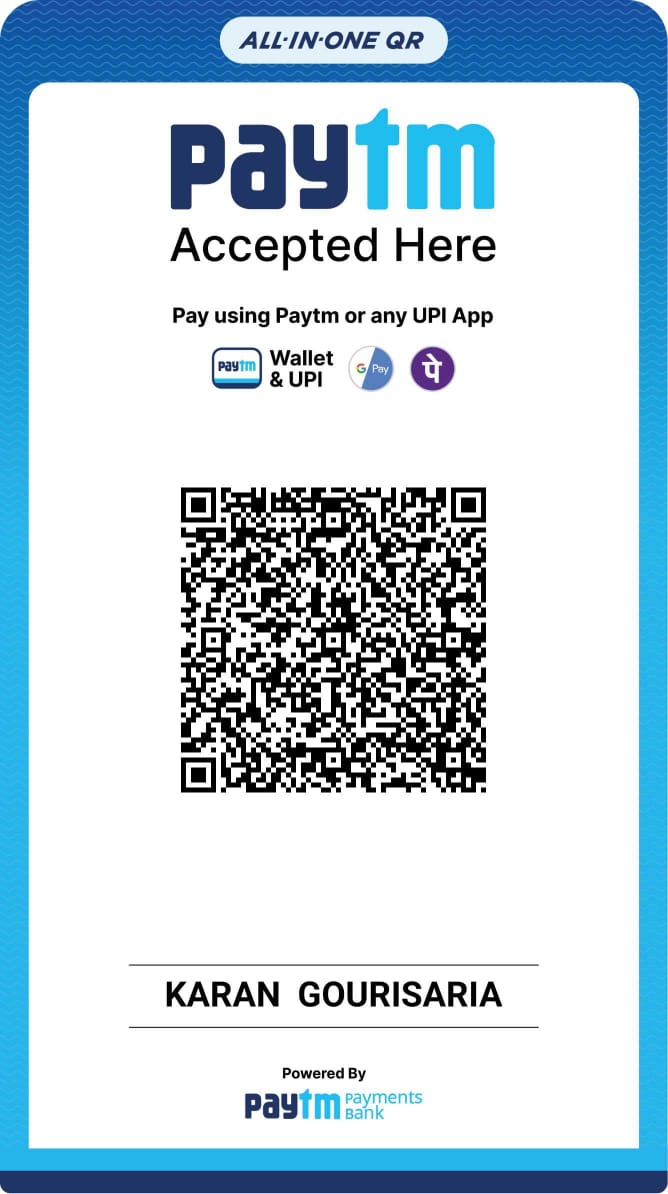 ALL·IN·ONE QR
paytm
Accepted Here
Pay using Paytm or any UPI App
paytm Wallet & UPI G Pay पे
KARAN GOURISARIA
Powered By
paytm payments Bank